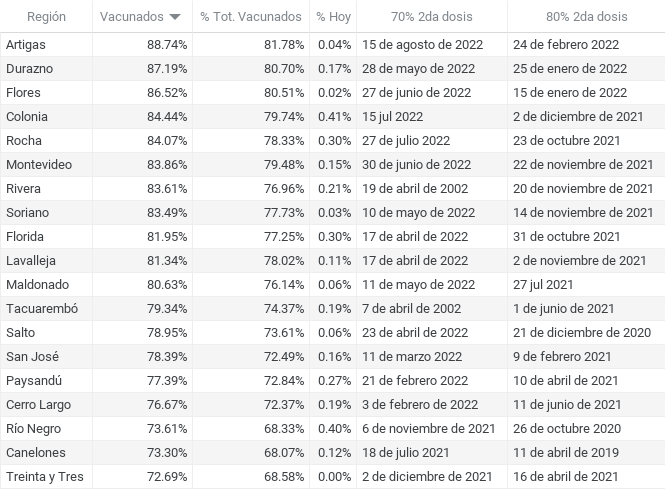 Región Vacunados % Tot. Vacunados % Hoy 70% 2da dosis 80% 2da dosis
Artigas 88.74% 81.78% 0.04% 15 de agosto de 2022 24 de febrero 2022
Durazno 87.19% 80.70% 0.17% 28 de mayo de 2022 25 de enero de 2022
Flores 86.52% 80.51% 0.02% 27 de junio de 2022 15 de enero de 2022
Colonia 84.44% 79.74% 0.41% 15 jul 2022 2 de diciembre de 2021
Rocha 84.07% 78.33% 0.30% 27 de julio 2022 23 de octubre 2021
Montevideo 83.86% 79.48% 0.15% 30 de junio de 2022 22 de noviembre de 2021
Rivera 83.61% 76.96% 0.21% 19 de abril de 2002 20 de noviembre de 2021
Soriano 83.49% 77.73% 0.03% 10 de mayo de 2022 14 de noviembre de 2021
Florida 81.95% 77.25% 0.30% 17 de abril de 2022 31 de octubre 2021
Lavalleja 81.34% 78.02% 0.11% 17 de abril de 2022 2 de noviembre de 2021
Maldonado 80.63% 76.14% 0.06% 11 de mayo de 2022 27 jul 2021
Tacuarembó 79.34% 74.37% 0.19% 7 de abril de 2002 1 de junio de 2021
Salto 78.95% 73.61% 0.06% 23 de abril de 2022 21 de diciembre de 2020
San José 78.39% 72.49% 0.16% 11 de marzo 2022 9 de febrero 2021
Paysandú 77.39% 72.84% 0.27% 21 de febrero 2022 10 de abril de 2021
Cerro Largo 76.67% 72.37% 0.19% 3 de febrero de 2022 11 de junio de 2021
Río Negro 73.61% 68.33% 0.40% 6 de noviembre de 2021 26 de octubre 2020
Canelones 73.30% 68.07% 0.12% 18 de julio 2021 11 de abril de 2019
Treinta y Tres 72.69% 68.58% 0.00% 2 de diciembre de 2021 16 de abril de 2021